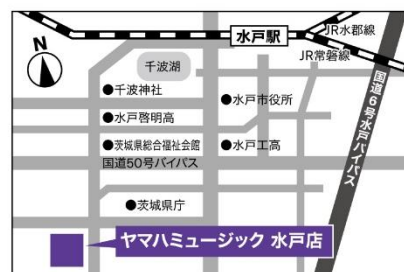 水戸駅
JR水郡線
JR常磐線
N
千波湖
●千波神社
●水戸市役所
●水戸啓明高
●茨城県総合福祉会館
●水戸工高
国道50号バイパス
国道6号水戸バイパス
●茨城県庁
ヤマハミュージック 水戸店